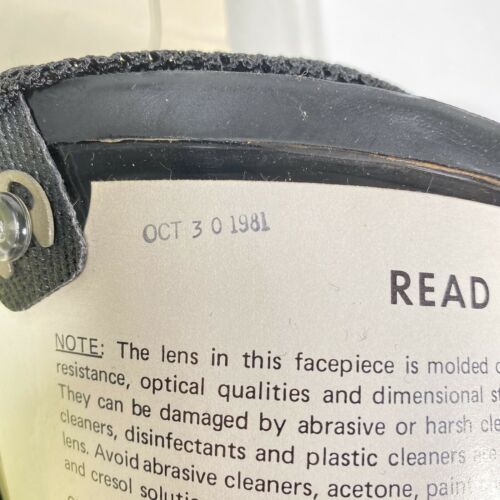 OCT 3 0 1981
READ
NOTE: The lens in this facepiece is molded
resistance, optical qualities and dimensional
They can be damaged by abrasive or harsh
cleaners, disinfectants and plastic cleaners are
lens. Avoid abrasive cleaners, acetone, paint
and cresol